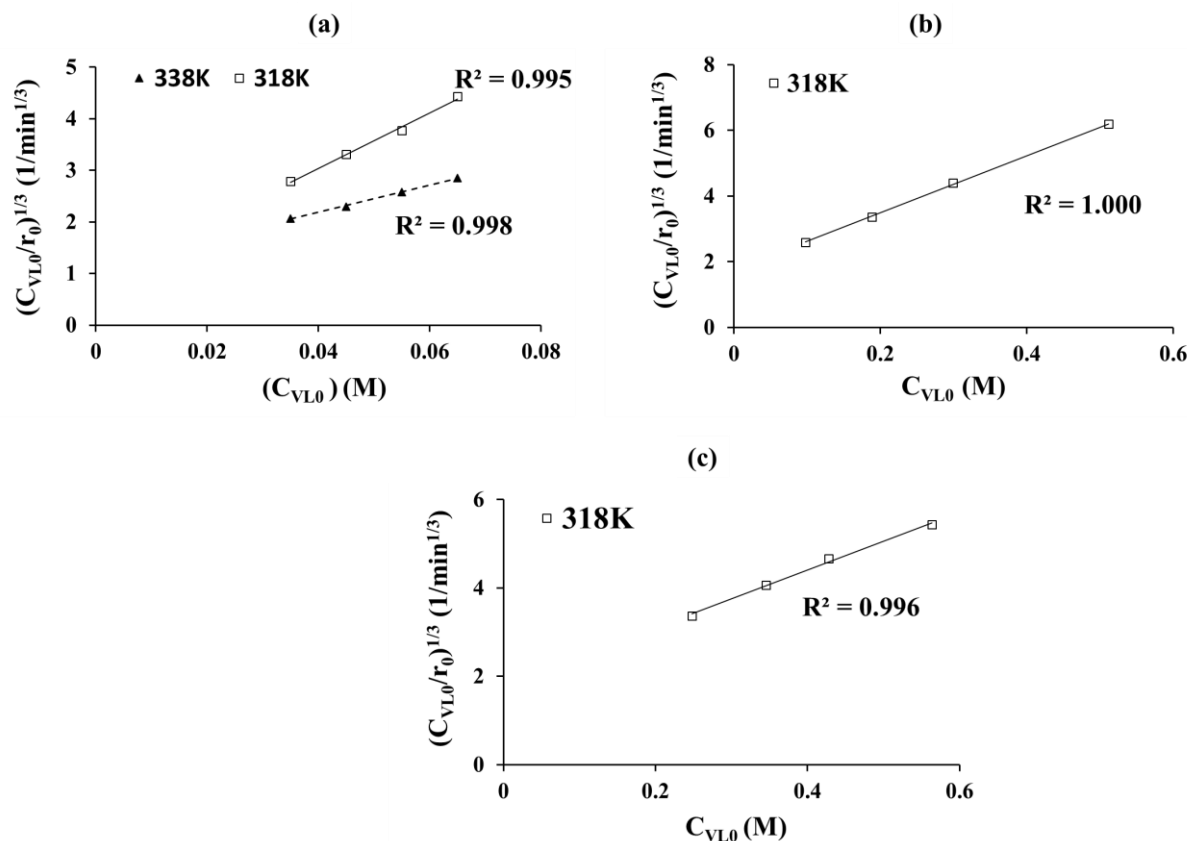 (a)
338K 318K
R² = 0.995
R² = 0.998
(C_VL0/r_0)^1/3 (1/min^1/3)
5
4
3
2
1
0
0 0.02 0.04 0.06 0.08
(C_VL0) (M)
(b)
318K
R² = 1.000
(C_VL0/r_0)^1/3 (1/min^1/3)
8
6
4
2
0
0 0.2 0.4 0.6
C_VL0 (M)
(c)
318K
R² = 0.996
(C_VL0/r_0)^1/3 (1/min^1/3)
6
4
2
0
0 0.2 0.4 0.6
C_VL0 (M)